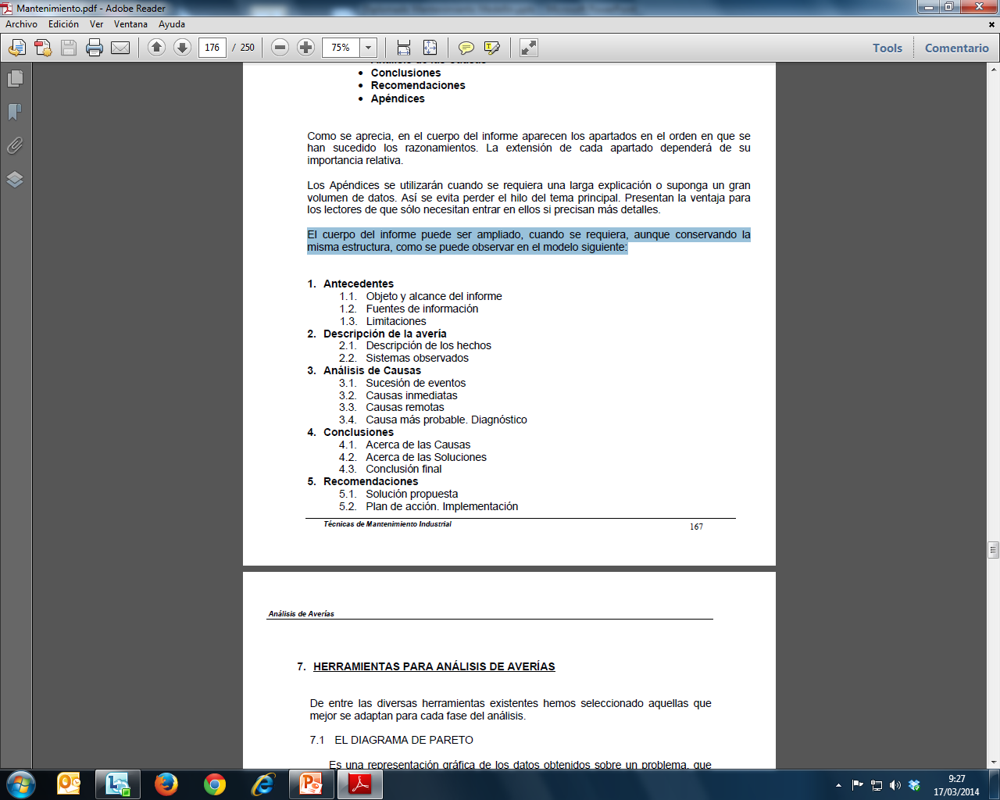 Mantenimiento.pdf - Adobe Reader
Archivo Edición Ver Ventana Ayuda
176 / 250 75% Tools Comentario
• Conclusiones
• Recomendaciones
• Apéndices
Como se aprecia, en el cuerpo del informe aparecen los apartados en el orden en que se
han sucedido los razonamientos. La extensión de cada apartado dependerá de su
importancia relativa.
Los Apéndices se utilizarán cuando se requiera una larga explicación o suponga un gran
volumen de datos. Así se evita perder el hilo del tema principal. Presentan la ventaja para
los lectores de que sólo necesitan entrar en ellos si precisan más detalles.
El cuerpo del informe puede ser ampliado, cuando se requiera, aunque conservando la
misma estructura, como se puede observar en el modelo siguiente:
1. Antecedentes
1.1. Objeto y alcance del informe
1.2. Fuentes de información
1.3. Limitaciones
2. Descripción de la avería
2.1. Descripción de los hechos
2.2. Sistemas observados
3. Análisis de Causas
3.1. Sucesión de eventos
3.2. Causas inmediatas
3.3. Causas remotas
3.4. Causa más probable. Diagnóstico
4. Conclusiones
4.1. Acerca de las Causas
4.2. Acerca de las Soluciones
4.3. Conclusión final
5. Recomendaciones
5.1. Solución propuesta
5.2. Plan de acción. Implementación
Técnicas de Mantenimiento Industrial 167
Análisis de Averías
7. HERRAMIENTAS PARA ANÁLISIS DE AVERÍAS
De entre las diversas herramientas existentes hemos seleccionado aquellas que
mejor se adaptan para cada fase del análisis.
7.1 EL DIAGRAMA DE PARETO
Es una representación gráfica de los datos obtenidos sobre un problema, que
9:27
17/03/2014